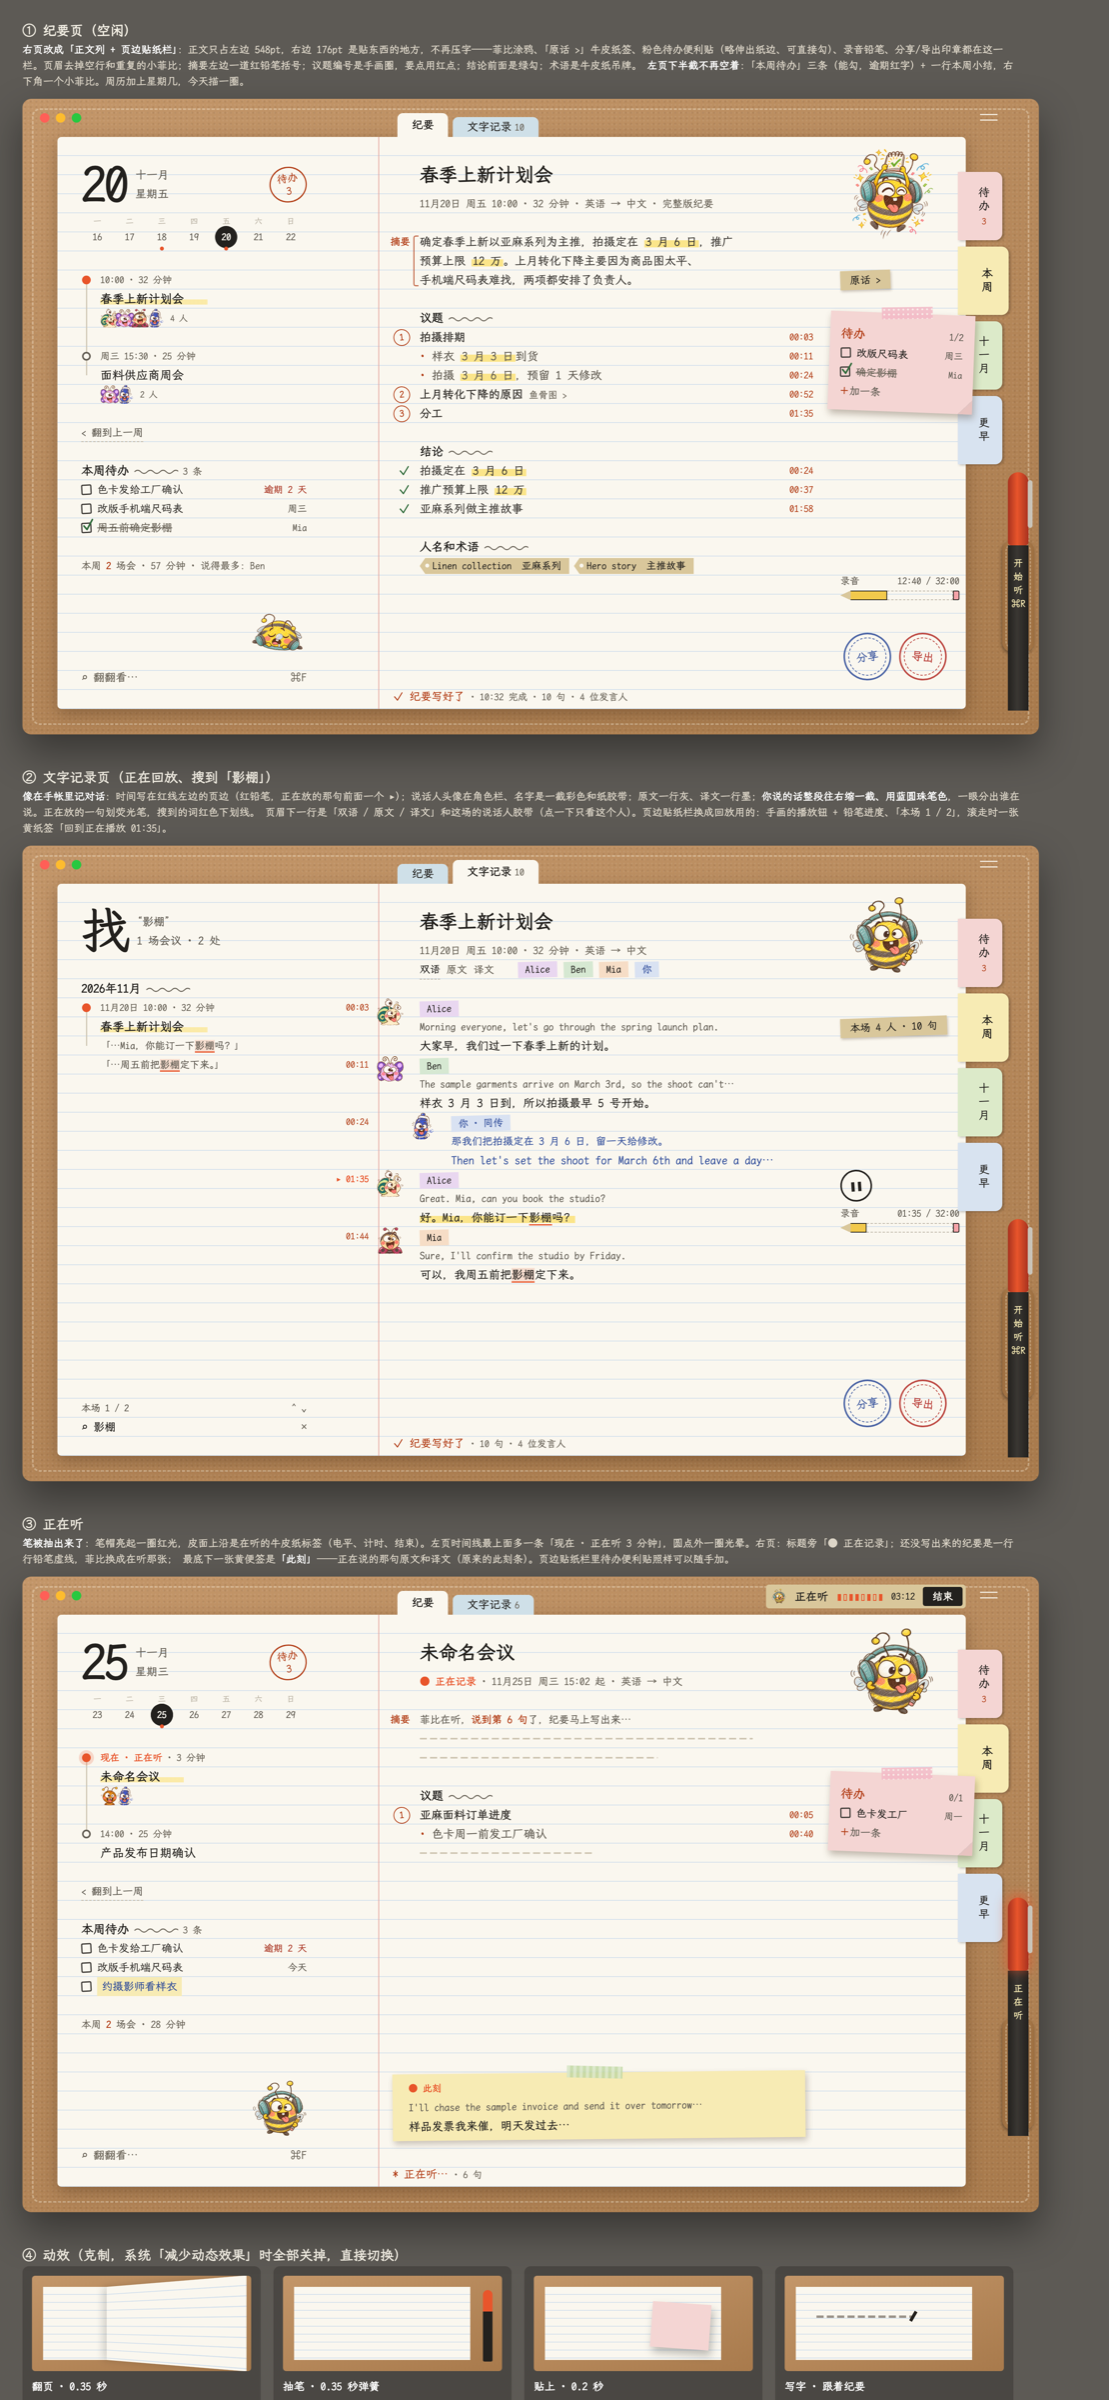 ① 纪要页（空闲）
右页改成「正文列 + 页边贴纸栏」：正文只占左边 548pt，右边 176pt 是贴东西的地方，不再压字——菲比涂鸦、「原话 >」牛皮纸签、粉色待办便利贴（略伸出纸边、可直接勾）、录音铅笔、分享/导出印章都在这一
栏。页眉去掉空行和重复的小菲比；摘要左边一道红铅笔括号；议题编号是手画圈，要点用红点；结论前面是绿勾；术语是牛皮纸吊牌。 左页下半截不再空着：「本周待办」三条（能勾，逾期红字）+ 一行本周小结，右
下角一个小菲比。周历加上星期几，今天描一圈。
纪要
文字记录 10
20
十一月
星期五
待办
3
一 二 三 四 五 六 日
16 17 18 19 20 21 22
10:00 · 32 分钟
春季上新计划会
4 人
周三 15:30 · 25 分钟
面料供应商周会
2 人
< 翻到上一周
本周待办 3 条
色卡发给工厂确认 逾期 2 天
改版手机端尺码表 周三
周五前确定影棚 Mia
本周 2 场会 · 57 分钟 · 说得最多: Ben
翻翻看… ⌘F
春季上新计划会
11月20日 周五 10:00 · 32 分钟 · 英语 → 中文 · 完整版纪要
摘要 确定春季上新以亚麻系列为主推，拍摄定在 3 月 6 日，推广
预算上限 12 万。上月转化下降主要因为商品图太平、
手机端尺码表难找，两项都安排了负责人。
议题
1 拍摄排期 00:03
· 样衣 3 月 3 日到货 00:11
· 拍摄 3 月 6 日，预留 1 天修改 00:24
2 上月转化下降的原因 鱼骨图 > 00:52
3 分工 01:35
结论
✓ 拍摄定在 3 月 6 日 00:24
✓ 推广预算上限 12 万 00:37
✓ 亚麻系列做主推故事 01:58
人名和术语
Linen collection 亚麻系列
Hero story 主推故事
✓ 纪要写好了 · 10:32 完成 · 10 句 · 4 位发言人
原话 >
待办 1/2
改版尺码表 周三
确定影棚 Mia
+加一条
录音 12:40 / 32:00
分享
导出
待办
3
本周
十一月
更早
开始听
⌘R
② 文字记录页（正在回放、搜到「影棚」）
像在手帐里记对话：时间写在红线左边的页边（红铅笔，正在放的那句前面一个 ▸）；说话人头像在角色栏、名字是一截彩色和纸胶带；原文一行灰、译文一行墨；你说的话整段往右缩一截、用蓝圆珠笔色，一眼分出谁在
说。正在放的一句划荧光笔，搜到的词红色下划线。 页眉下一行是「双语 / 原文 / 译文」和这场的说话人胶带（点一下只看这个人）。页边贴纸栏换成回放用的：手画的播放钮 + 铅笔进度、「本场 1 / 2」，滚走时一张
黄纸签「回到正在播放 01:35」。
纪要
文字记录 10
找
“影棚”
1 场会议 · 2 处
2026年11月
11月20日 10:00 · 32 分钟
春季上新计划会
「…Mia，你能订一下影棚吗？」
「…周五前把影棚定下来。」
本场 1 / 2
影棚 ×
春季上新计划会
11月20日 周五 10:00 · 32 分钟 · 英语 → 中文
双语 原文 译文 Alice Ben Mia 你
00:03 Alice
Morning everyone, let's go through the spring launch plan.
大家早，我们过一下春季上新的计划。
00:11 Ben
The sample garments arrive on March 3rd, so the shoot can't…
样衣 3 月 3 日到，所以拍摄最早 5 号开始。
00:24 你 · 同传
那我们把拍摄定在 3 月 6 日，留一天给修改。
Then let's set the shoot for March 6th and leave a day…
▸ 01:35 Alice
Great. Mia, can you book the studio?
好。Mia，你能订一下影棚吗？
01:44 Mia
Sure, I'll confirm the studio by Friday.
可以，我周五前把影棚定下来。
✓ 纪要写好了 · 10 句 · 4 位发言人
本场 4 人 · 10 句
录音 01:35 / 32:00
分享
导出
待办
3
本周
十一月
更早
开始听
⌘R
③ 正在听
笔被抽出来了：笔帽亮起一圈红光，皮面上沿是在听的牛皮纸标签（电平、计时、结束）。左页时间线最上面多一条「现在 · 正在听 3 分钟」，圆点外一圈光晕。右页：标题旁「● 正在记录」；还没写出来的纪要是一行
行铅笔虚线，菲比换成在听那张； 最底下一张黄便签是「此刻」——正在说的那句原文和译文（原来的此刻条）。页边贴纸栏里待办便利贴照样可以随手加。
纪要
文字记录 6
正在听 03:12 结束
25
十一月
星期三
待办
3
一 二 三 四 五 六 日
23 24 25 26 27 28 29
现在 · 正在听 · 3 分钟
未命名会议
14:00 · 25 分钟
产品发布日期确认
< 翻到上一周
本周待办 3 条
色卡发给工厂确认 逾期 2 天
改版手机端尺码表 今天
约摄影师看样衣
本周 2 场会 · 28 分钟
翻翻看… ⌘F
未命名会议
● 正在记录 · 11月25日 周三 15:02 起 · 英语 → 中文
摘要 菲比在听，说到第 6 句了，纪要马上写出来…
议题
1 亚麻面料订单进度 00:05
· 色卡周一前发工厂确认 00:40
待办 0/1
色卡发工厂 周一
+加一条
● 此刻
I'll chase the sample invoice and send it over tomorrow…
样品发票我来催，明天发过去…
* 正在听… · 6 句
待办
3
本周
十一月
更早
正在听
④ 动效（克制，系统「减少动态效果」时全部关掉，直接切换）
翻页 · 0.35 秒
抽笔 · 0.35 秒弹簧
贴上 · 0.2 秒
写字 · 跟着纪要